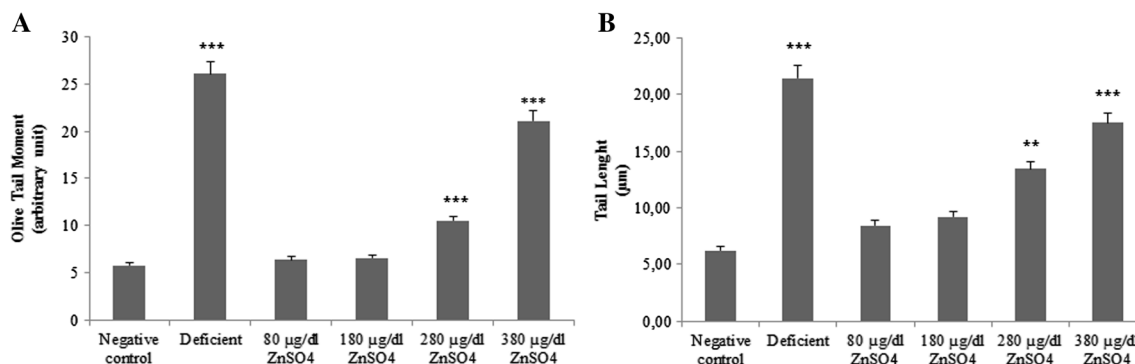 A
Olive Tail Moment
(arbitrary unit)
30
25
20
15
10
5
0
***
***
***
Negative control
Deficient
80 µg/dl ZnSO4
180 µg/dl ZnSO4
280 µg/dl ZnSO4
380 µg/dl ZnSO4
B
Tail Lenght
(µm)
25,00
20,00
15,00
10,00
5,00
0,00
***
**
***
Negative control
Deficient
80 µg/dl ZnSO4
180 µg/dl ZnSO4
280 µg/dl ZnSO4
380 µg/dl ZnSO4